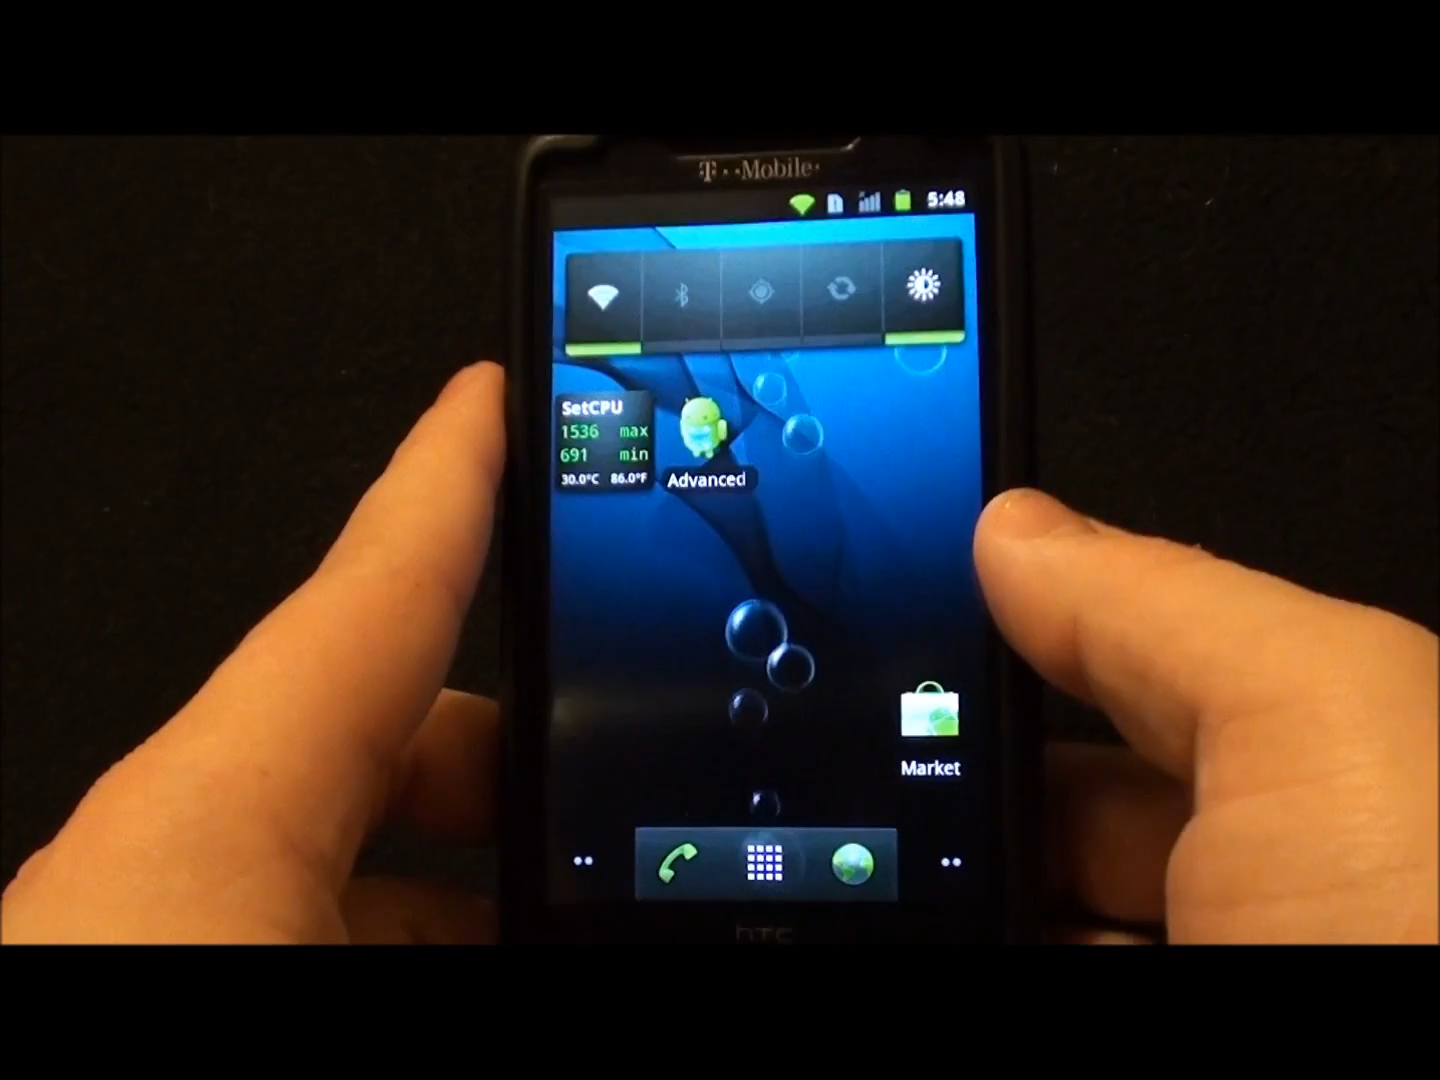 T-Mobile
5:48
SetCPU
1536 max
691 min
30.0°C 86.0°F
Advanced
Market
hTC